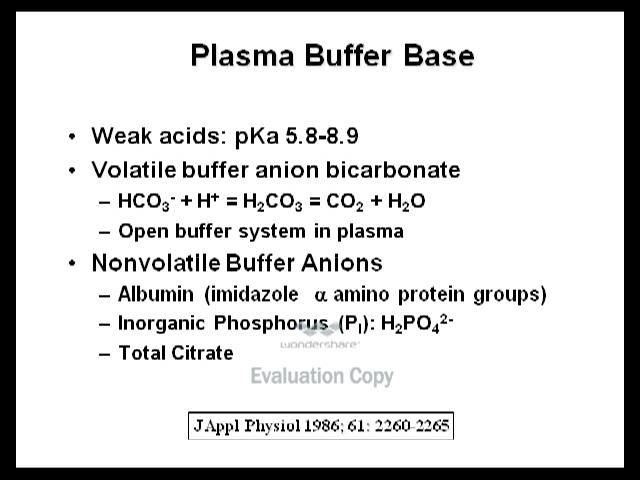 Plasma Buffer Base
• Weak acids: pKa 5.8-8.9
• Volatile buffer anion bicarbonate
– HCO₃⁻ + H⁺ = H₂CO₃ = CO₂ + H₂O
– Open buffer system in plasma
• Nonvolatile Buffer Anions
– Albumin (imidazole α amino protein groups)
– Inorganic Phosphorus (Pᵢ): H₂PO₄²⁻
wondershare
– Total Citrate
Evaluation Copy
J Appl Physiol 1986; 61: 2260-2265